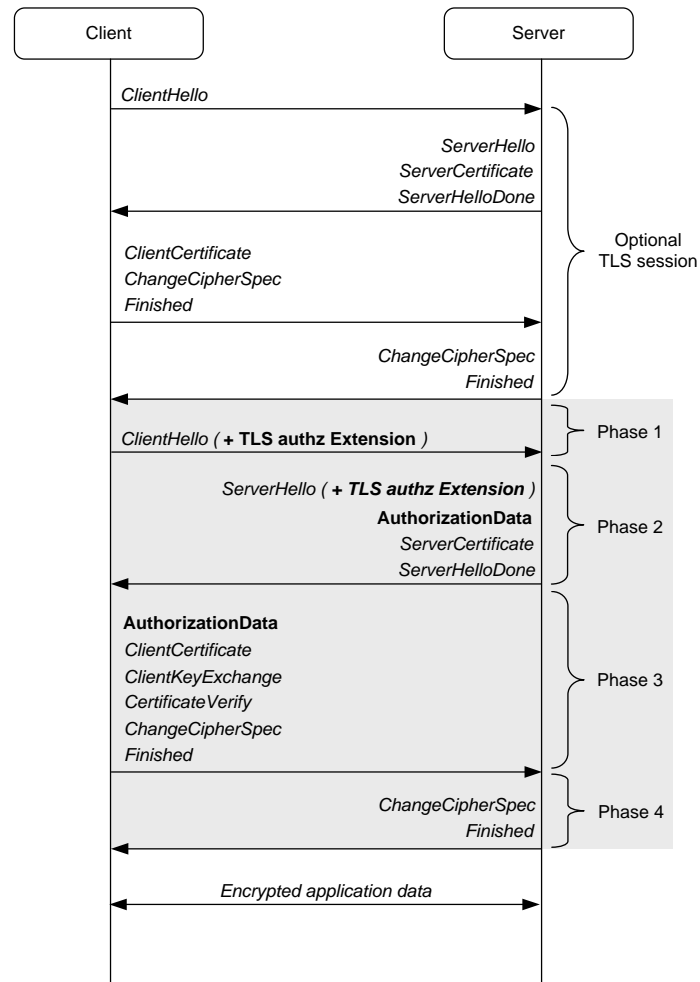 Client
Server
ClientHello
ServerHello
ServerCertificate
ServerHelloDone
Optional
TLS session
ClientCertificate
ChangeCipherSpec
Finished
ChangeCipherSpec
Finished
ClientHello ( + TLS authz Extension )
Phase 1
ServerHello ( + TLS authz Extension )
AuthorizationData
ServerCertificate
ServerHelloDone
Phase 2
AuthorizationData
ClientCertificate
ClientKeyExchange
CertificateVerify
ChangeCipherSpec
Finished
Phase 3
ChangeCipherSpec
Finished
Phase 4
Encrypted application data